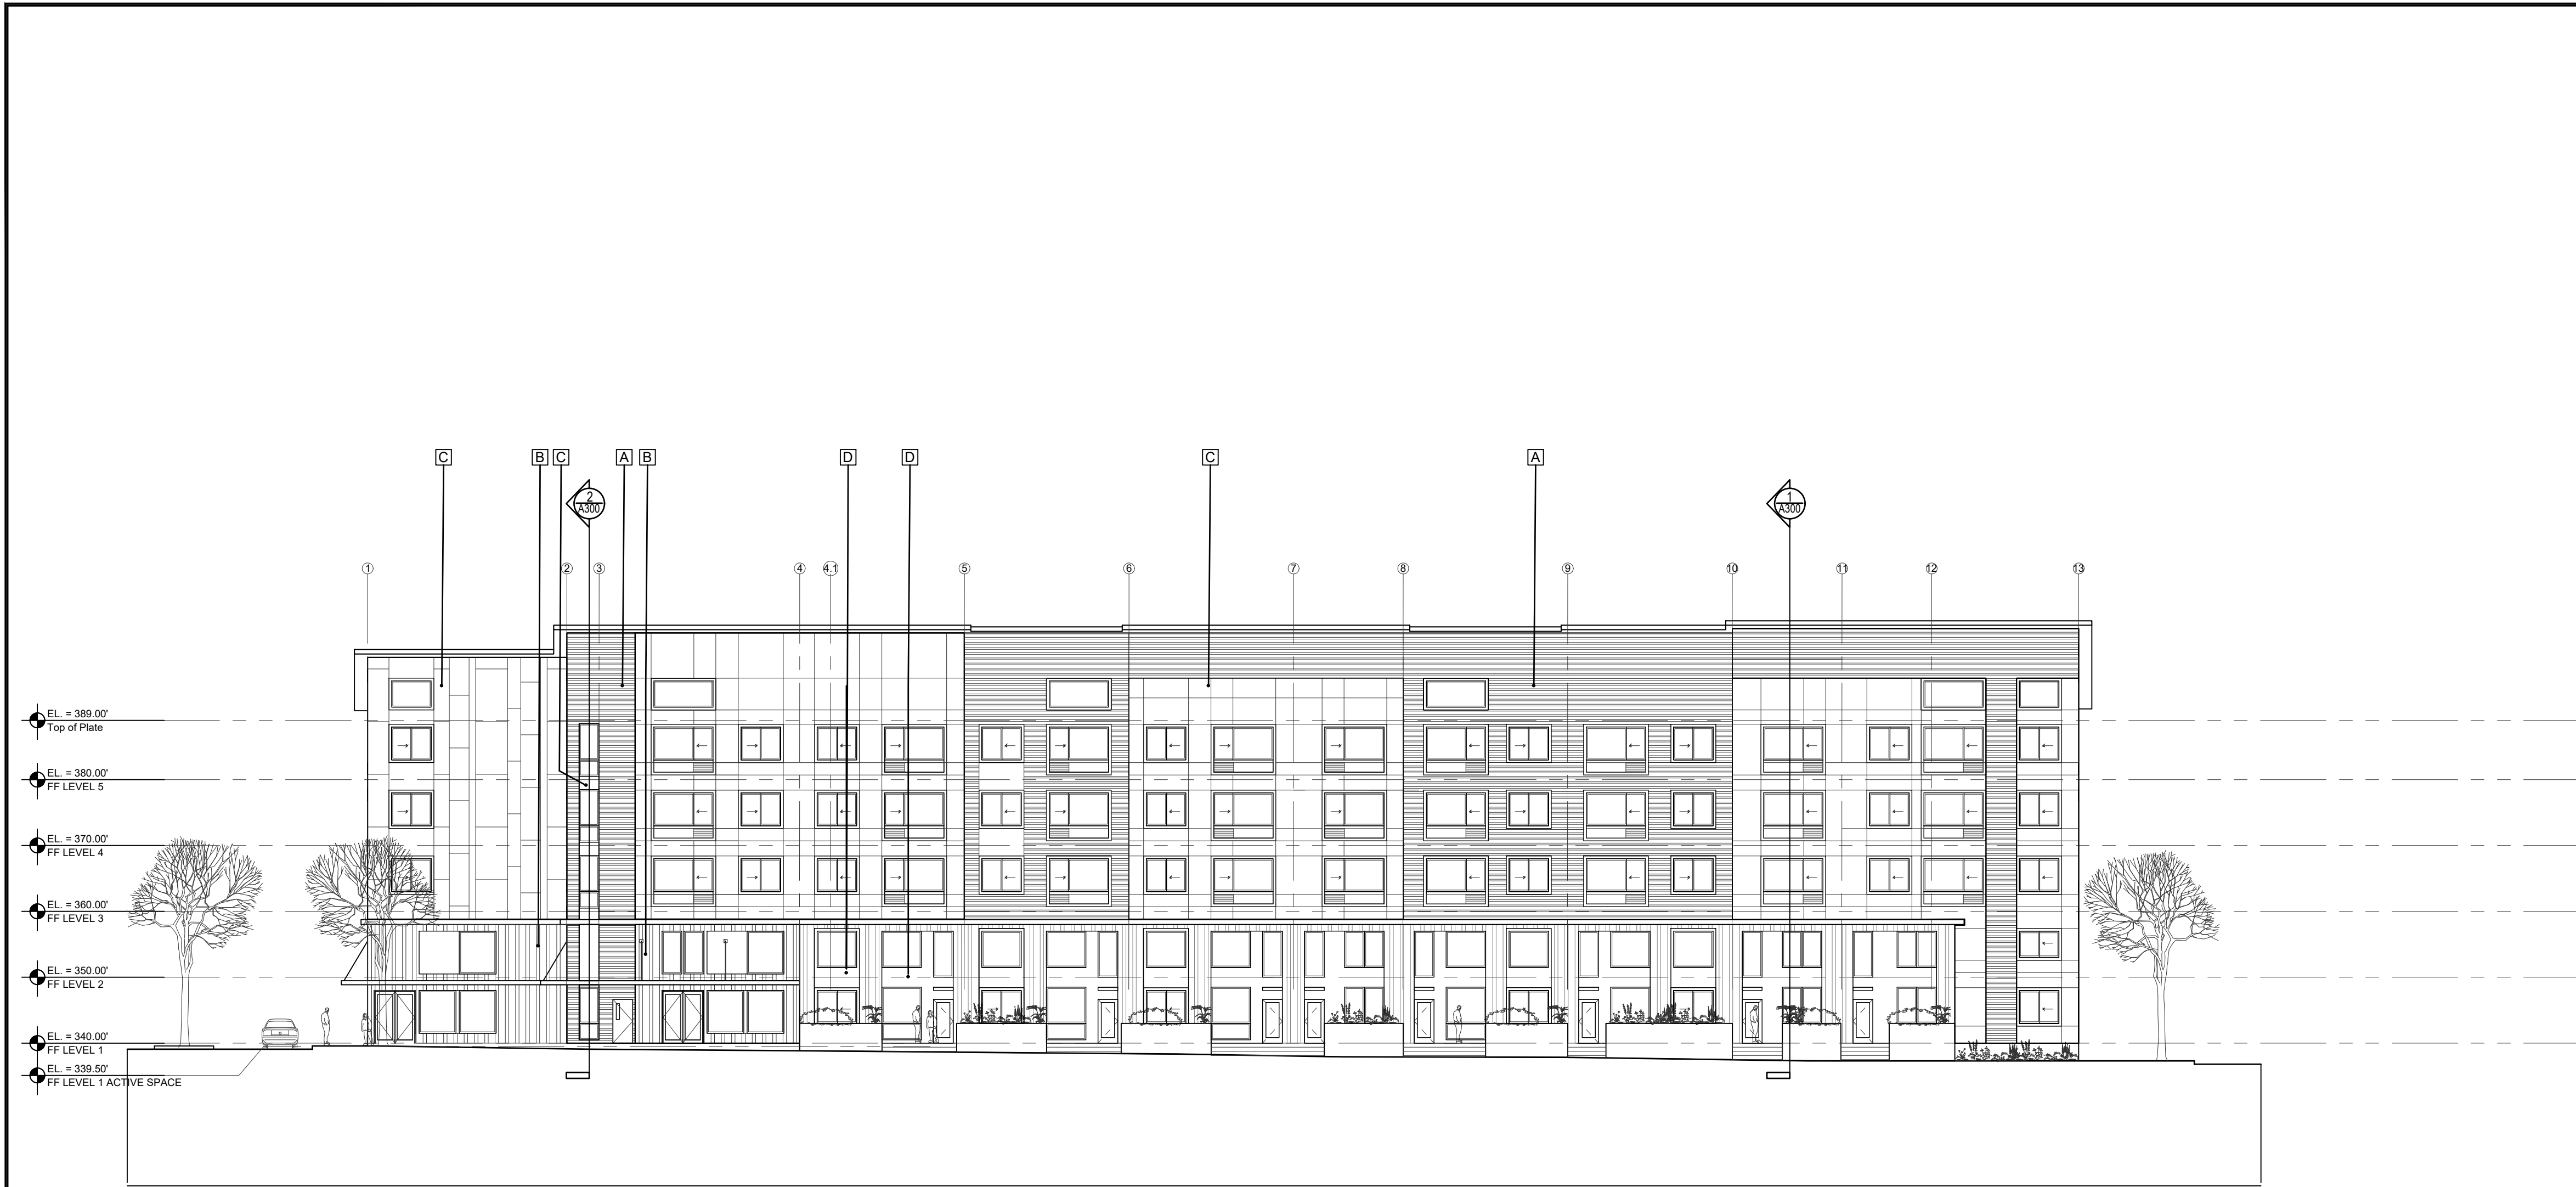 C
B
C
A
B
D
D
C
A
2
A300
1
A300
1
2
3
4
4.1
5
6
7
8
9
10
11
12
13
EL. = 389.00'
Top of Plate
EL. = 380.00'
FF LEVEL 5
EL. = 370.00'
FF LEVEL 4
EL. = 360.00'
FF LEVEL 3
EL. = 350.00'
FF LEVEL 2
EL. = 340.00'
FF LEVEL 1
EL. = 339.50'
FF LEVEL 1 ACTIVE SPACE